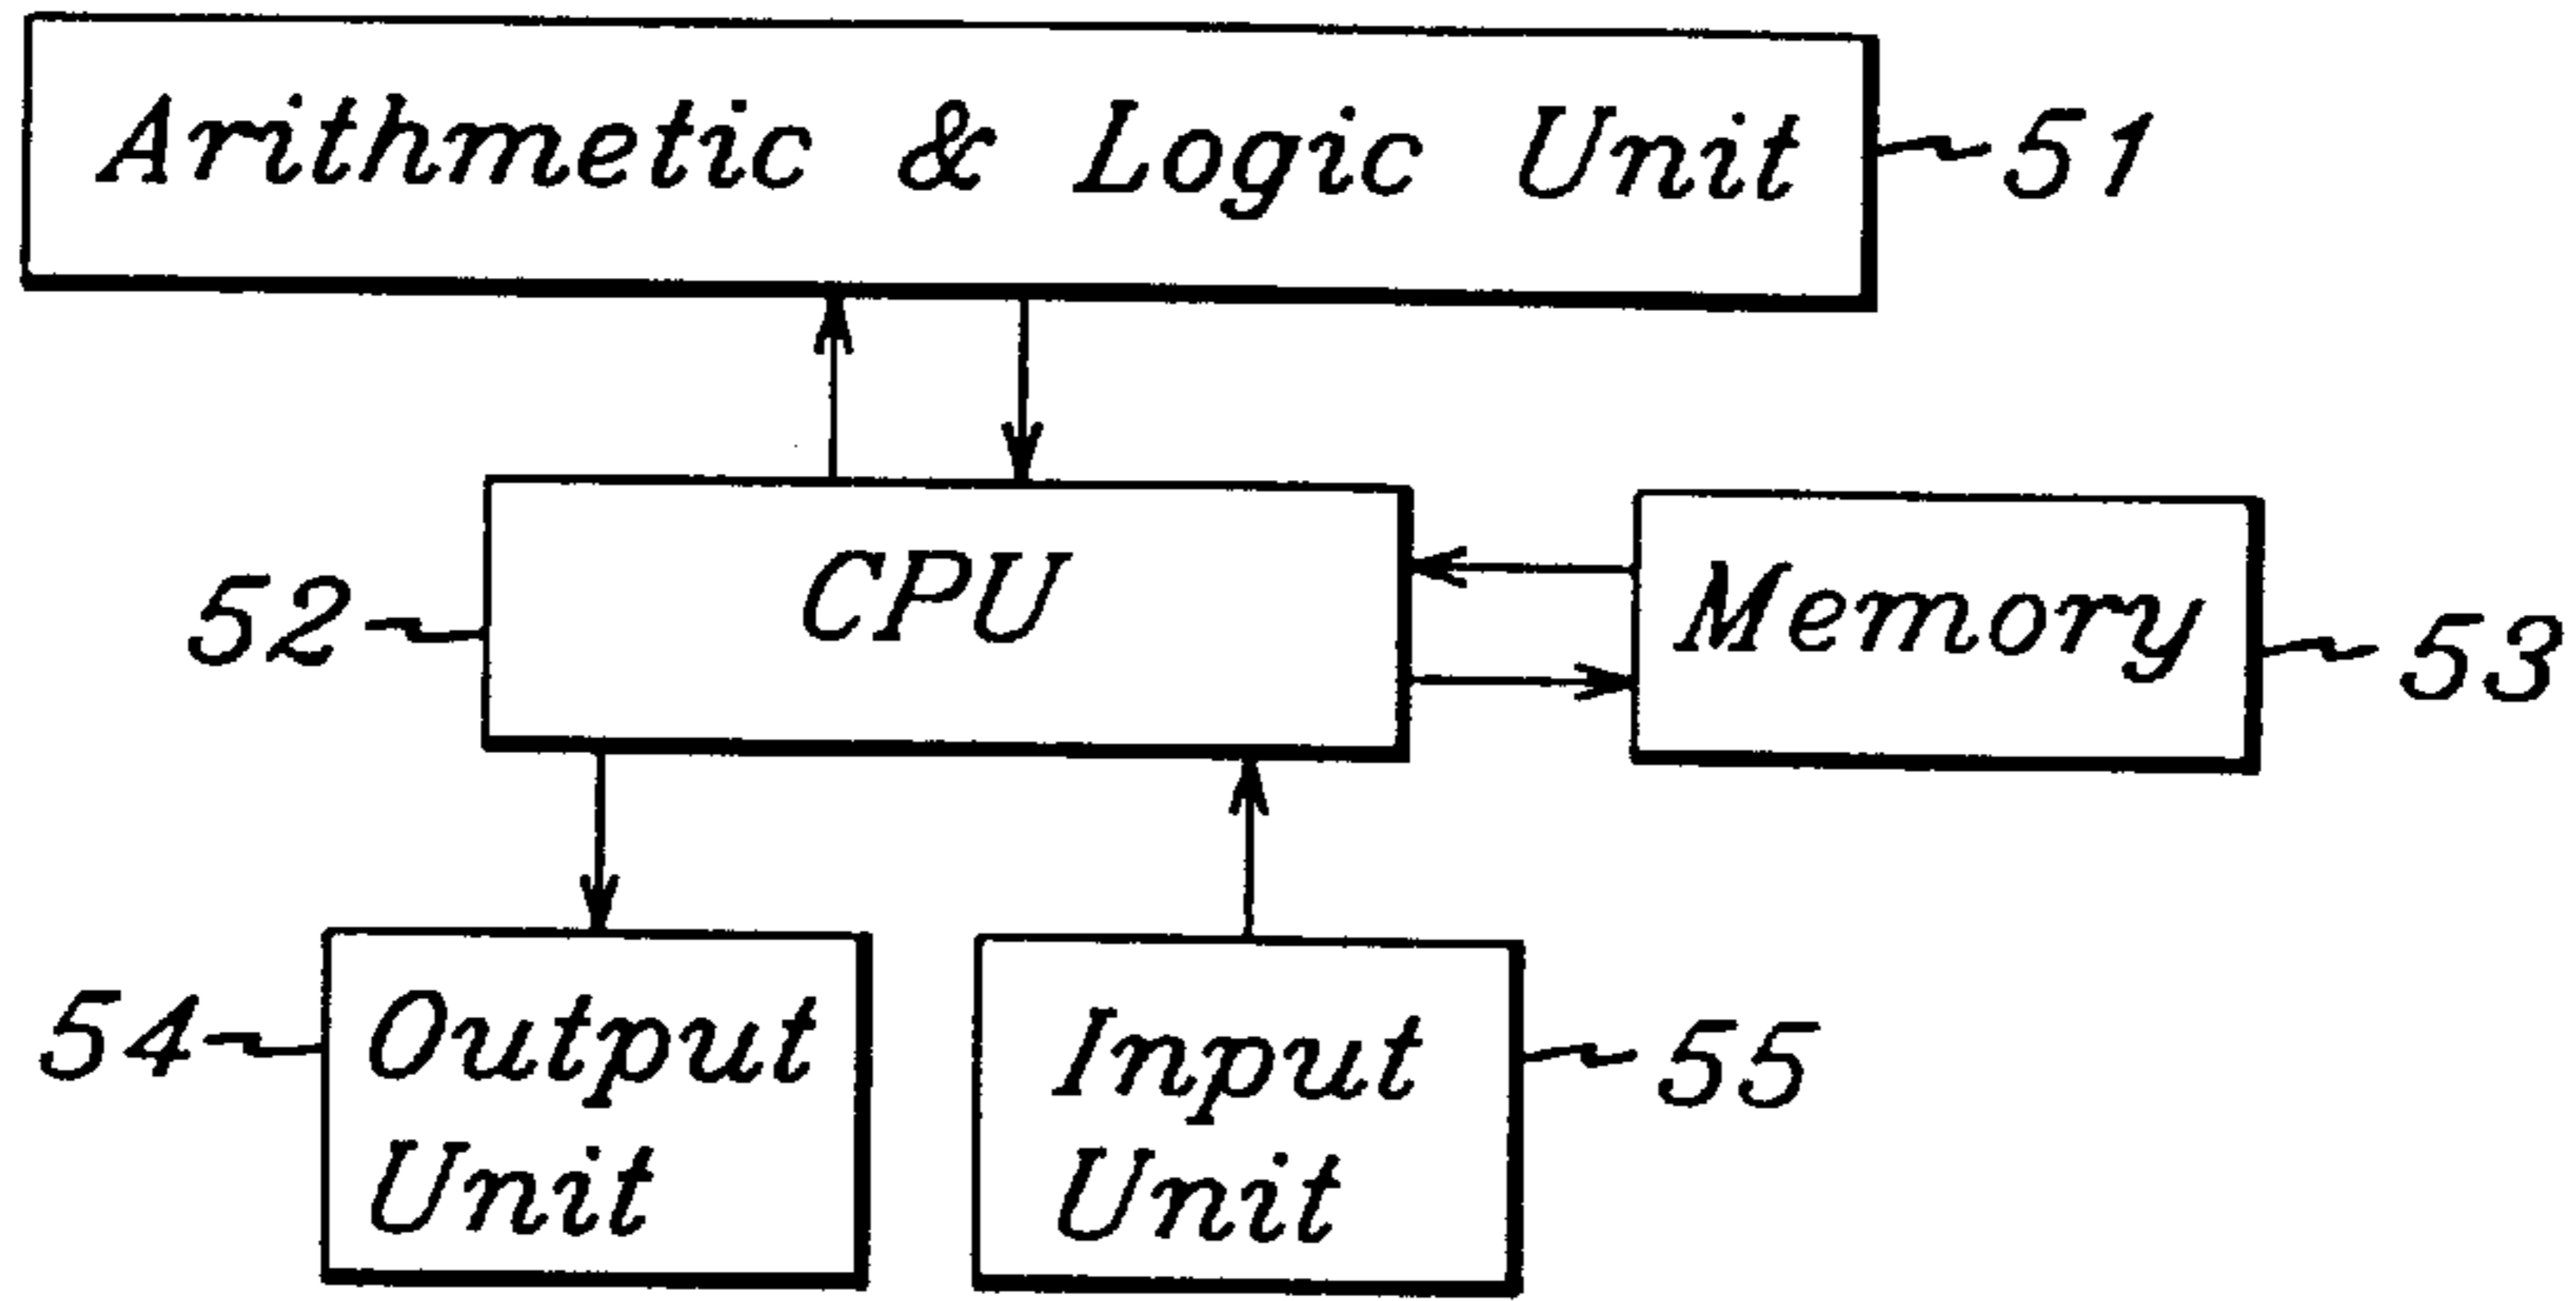 Arithmetic & Logic Unit
51
CPU
52
Memory
53
54
Output
Unit
Input
Unit
55